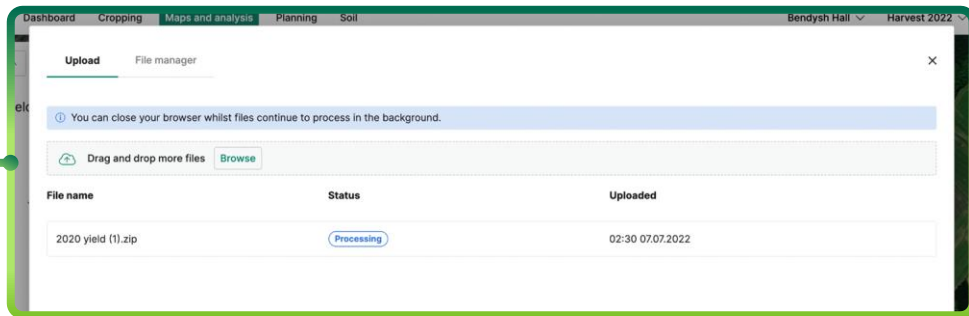 Dashboard Cropping Maps and analysis Planning Soil Bendysh Hall Harvest 2022
Upload File manager
You can close your browser whilst files continue to process in the background.
Drag and drop more files Browse
File name Status Uploaded
2020 yield (1).zip Processing 02:30 07.07.2022